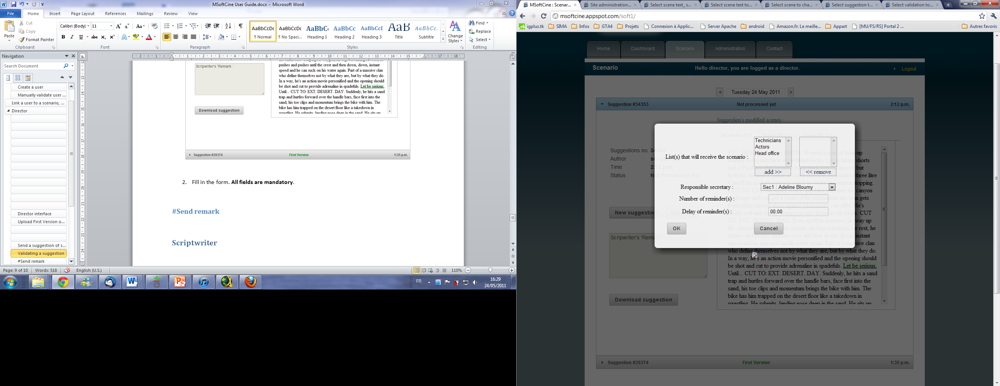 MSoftCine User Guide.docx - Microsoft Word
File Home Insert Page Layout References Mailings Review View
Paste
Cut
Copy
Format Painter
Clipboard
Calibri (Body) 11
Font
Paragraph
AaBbCcDc AaBbCcDc AaBbC AaBbCc AaBbCcI AaB AaBbCc.
¶ Normal ¶ No Spaci... Heading 1 Heading 2 Heading 3 Title Subtitle
Styles
Change
Styles
Find
Replace
Select
Editing
Navigation
Search Document
Create a user
Manually validate user ...
Link a user to a scenario, ...
Director
Director interface
Upload First Version o...
Send a suggestion of s...
Validating a suggestion
#Send remark
Scripwriter's 'Remark :
Download suggestion
pushes and pushes until the crest and then down, down, instant
speed and he can suck on his water again. Part of a massive clan
who define themselves not by what they are, but by what they do.
In a way, he's an action movie personified and the opening should
be shot and cut to provide adrenaline in spadefuls. Let be serious.
Until... CUT TO: EXT. DESERT. DAY. Suddenly, he hits a sand
trap and hurtles forward over the handle bars, face first into the
sand, his toe clips and momentum brings the bike with him. The
bike has him trapped on the desert floor like a takedown in
wrestling. He submits, landing nose deep in the sand. He sits up
Suggestion #29374 First Version 1:35 p.m.
2. Fill in the form. All fields are mandatory.
#Send remark
Scriptwriter
Page: 9 of 10 Words: 518 English (U.S.) 110%
FR 16:29
24/05/2011
MSoftCine : Scenar... Site administration... Select scene text_ s... Select scene text to... Select scene to cha... Select suggestion t... Select validation to...
msoftcine.appspot.com/soft1/
igplus.tk SIMA Infos GTA4 Projets Connexion à Applic... Server Apache android Amazon.fr: Le meille... Appart [MU/FS/RS] Portal 2 ... Autres favoris
Home Dashboard Scenario Administration Contact
Scenario Hello director, you are logged as a director. Logout
< Tuesday 24 May 2011 >
Suggestion #34353 Not processed yet 2:12 p.m.
Suggestion's modified scenes :
Suggestions no.
Author
Time
Status
New suggestion
Scripwriter's 'Remark
Download suggestion
List(s) that will receive the scenario :
Technicians
Actors
Head office
add >> << remove
Responsible secretary : Sec1 : Adeline Bloumy
Number of reminder(s) :
Delay of reminder(s) : 00:00
OK Cancel
who define themselves not by what they are, but by what they do.
In a way, he's an action movie personified and the opening should
be shot and cut to provide adrenaline in spadefuls. Let be serious.
Until... CUT TO: EXT. DESERT. DAY. Suddenly, he hits a sand
trap and hurtles forward over the handle bars, face first into the
sand, his toe clips and momentum brings the bike with him. The
bike has him trapped on the desert floor like a takedown in
wrestling. He submits, landing nose deep in the sand. He sits up
Suggestion #29374 First Version 1:35 p.m.